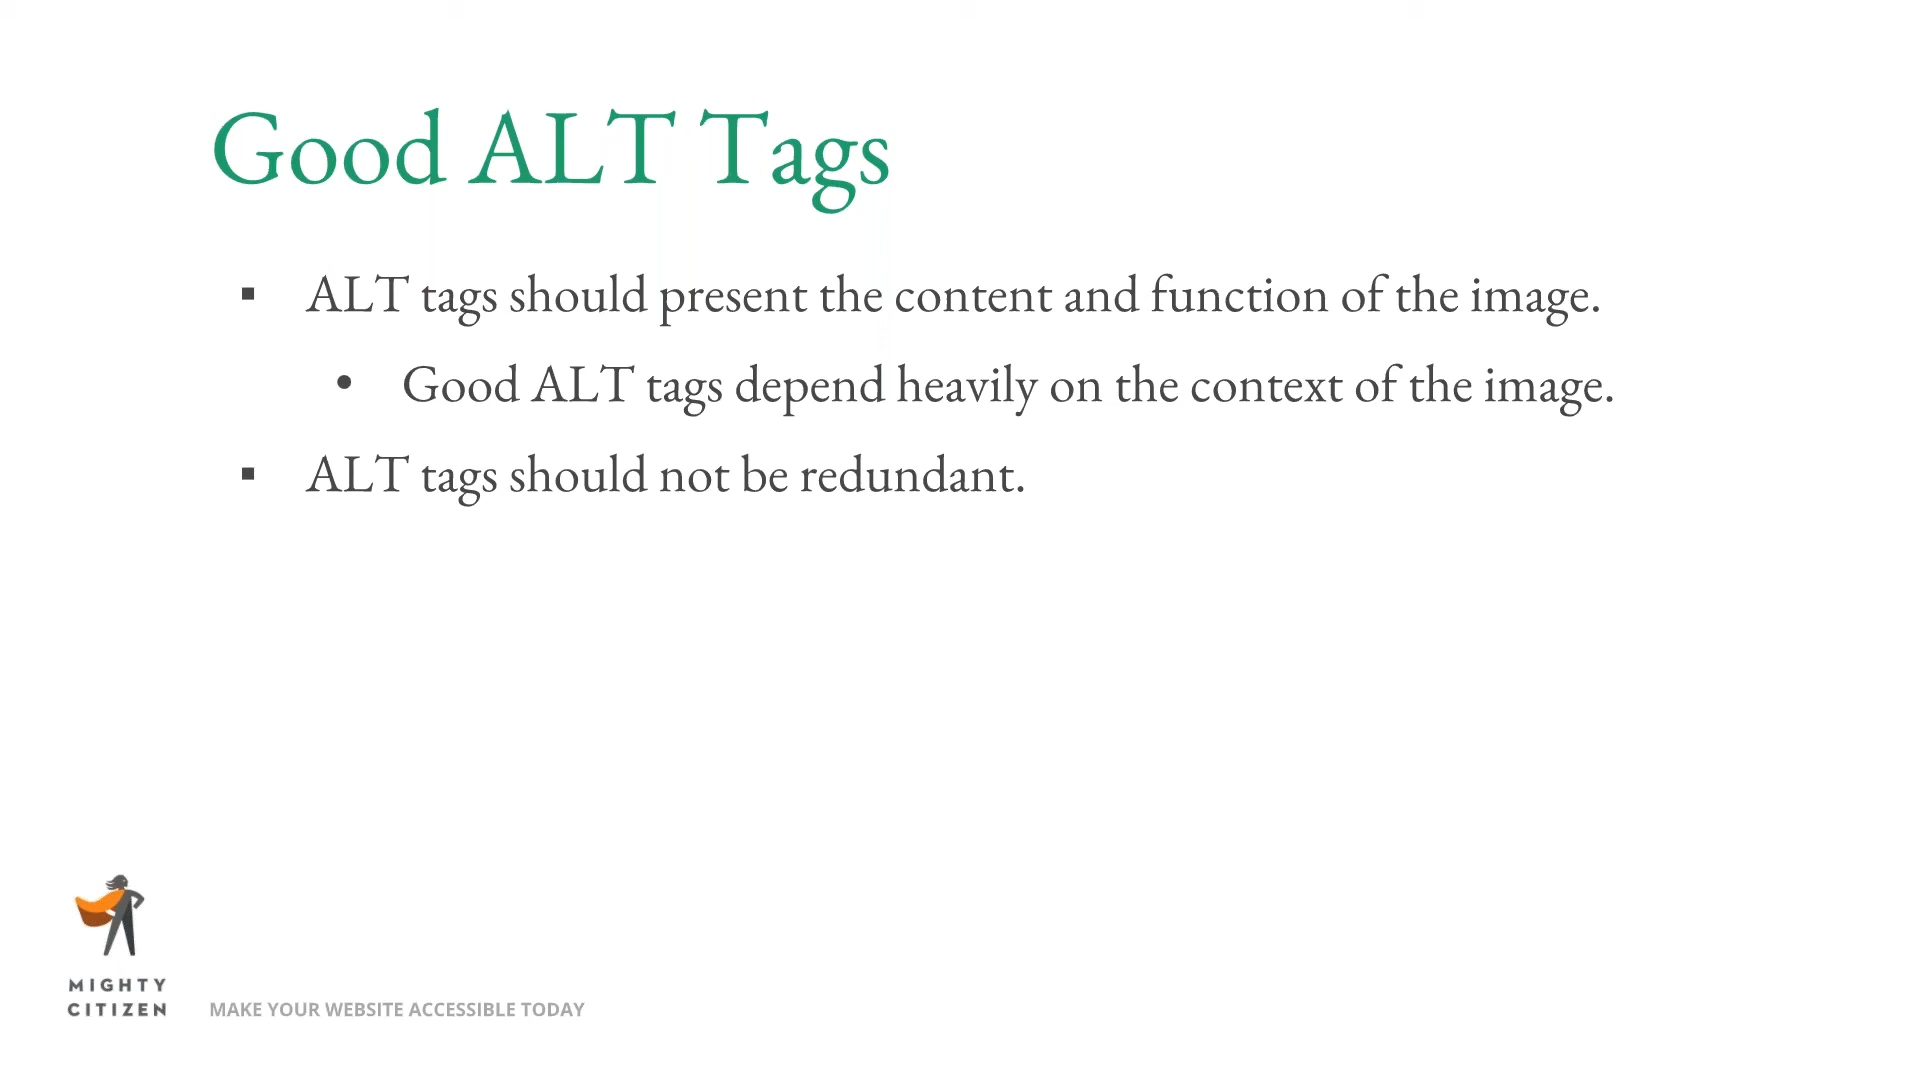 Good ALT Tags
▪ ALT tags should present the content and function of the image.
• Good ALT tags depend heavily on the context of the image.
▪ ALT tags should not be redundant.
MIGHTY
CITIZEN
MAKE YOUR WEBSITE ACCESSIBLE TODAY